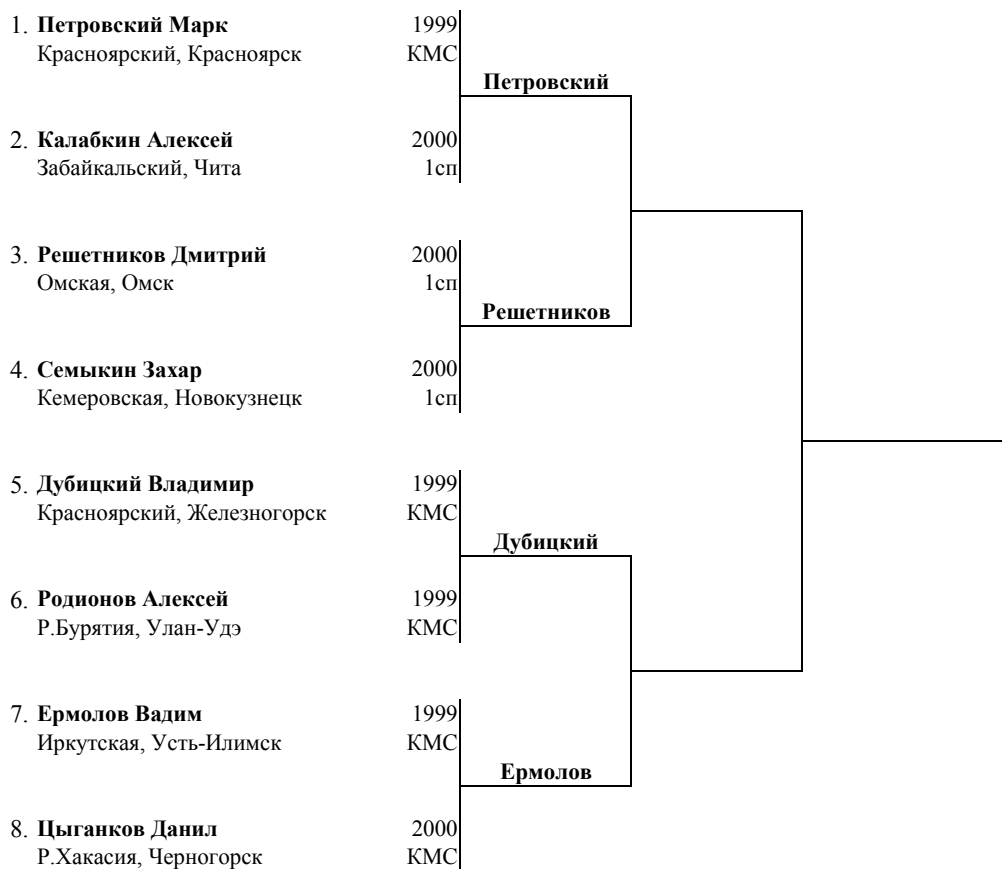 1. Петровский Марк 1999
Красноярский, Красноярск КМС
Петровский
2. Калабкин Алексей 2000
Забайкальский, Чита 1сп
3. Решетников Дмитрий 2000
Омская, Омск 1сп
Решетников
4. Семыкин Захар 2000
Кемеровская, Новокузнецк 1сп
5. Дубицкий Владимир 1999
Красноярский, Железногорск КМС
Дубицкий
6. Родионов Алексей 1999
Р.Бурятия, Улан-Удэ КМС
7. Ермолов Вадим 1999
Иркутская, Усть-Илимск КМС
Ермолов
8. Цыганков Данил 2000
Р.Хакасия, Черногорск КМС